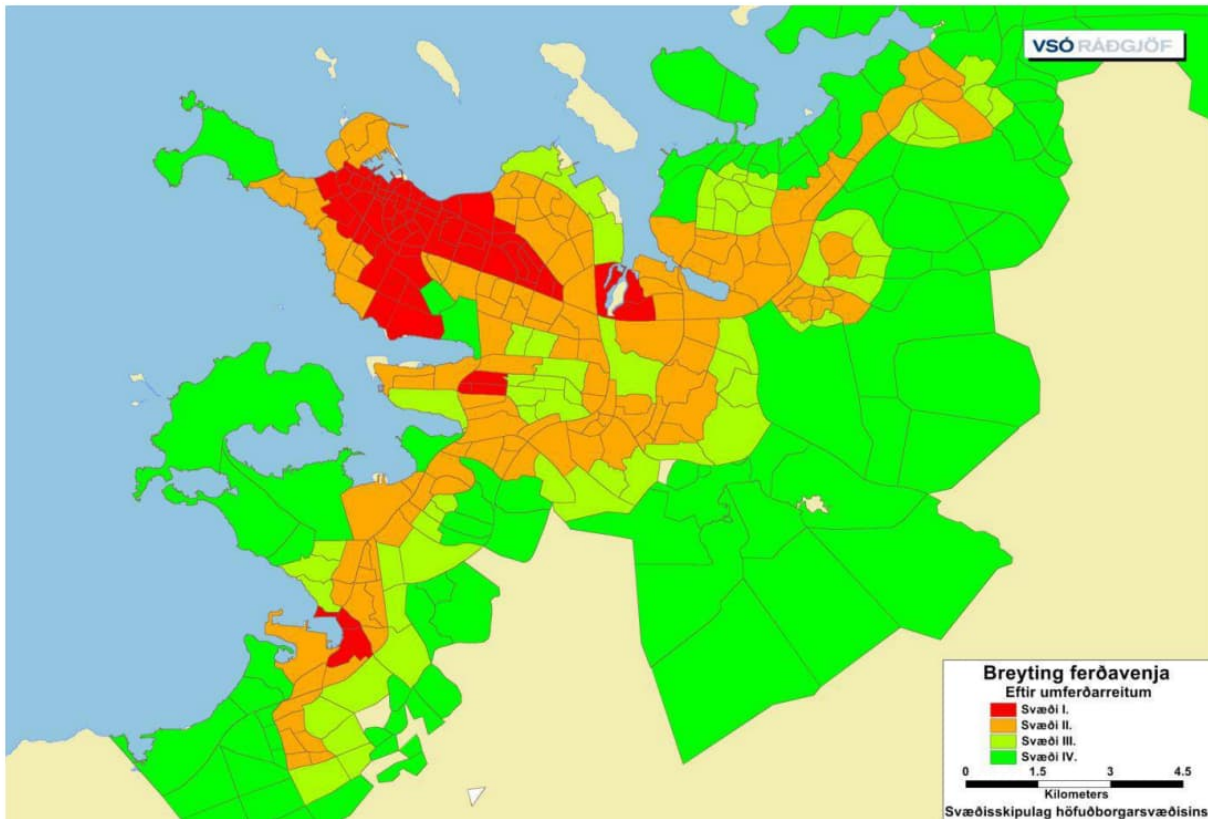 VSÓ RÁÐGJÖF
Breyting ferðavenja
Eftir umferðarreitum
Svæði I.
Svæði II.
Svæði III.
Svæði IV.
0 1.5 3 4.5
Kilometers
Svæðisskipulag höfuðborgarsvæðisins